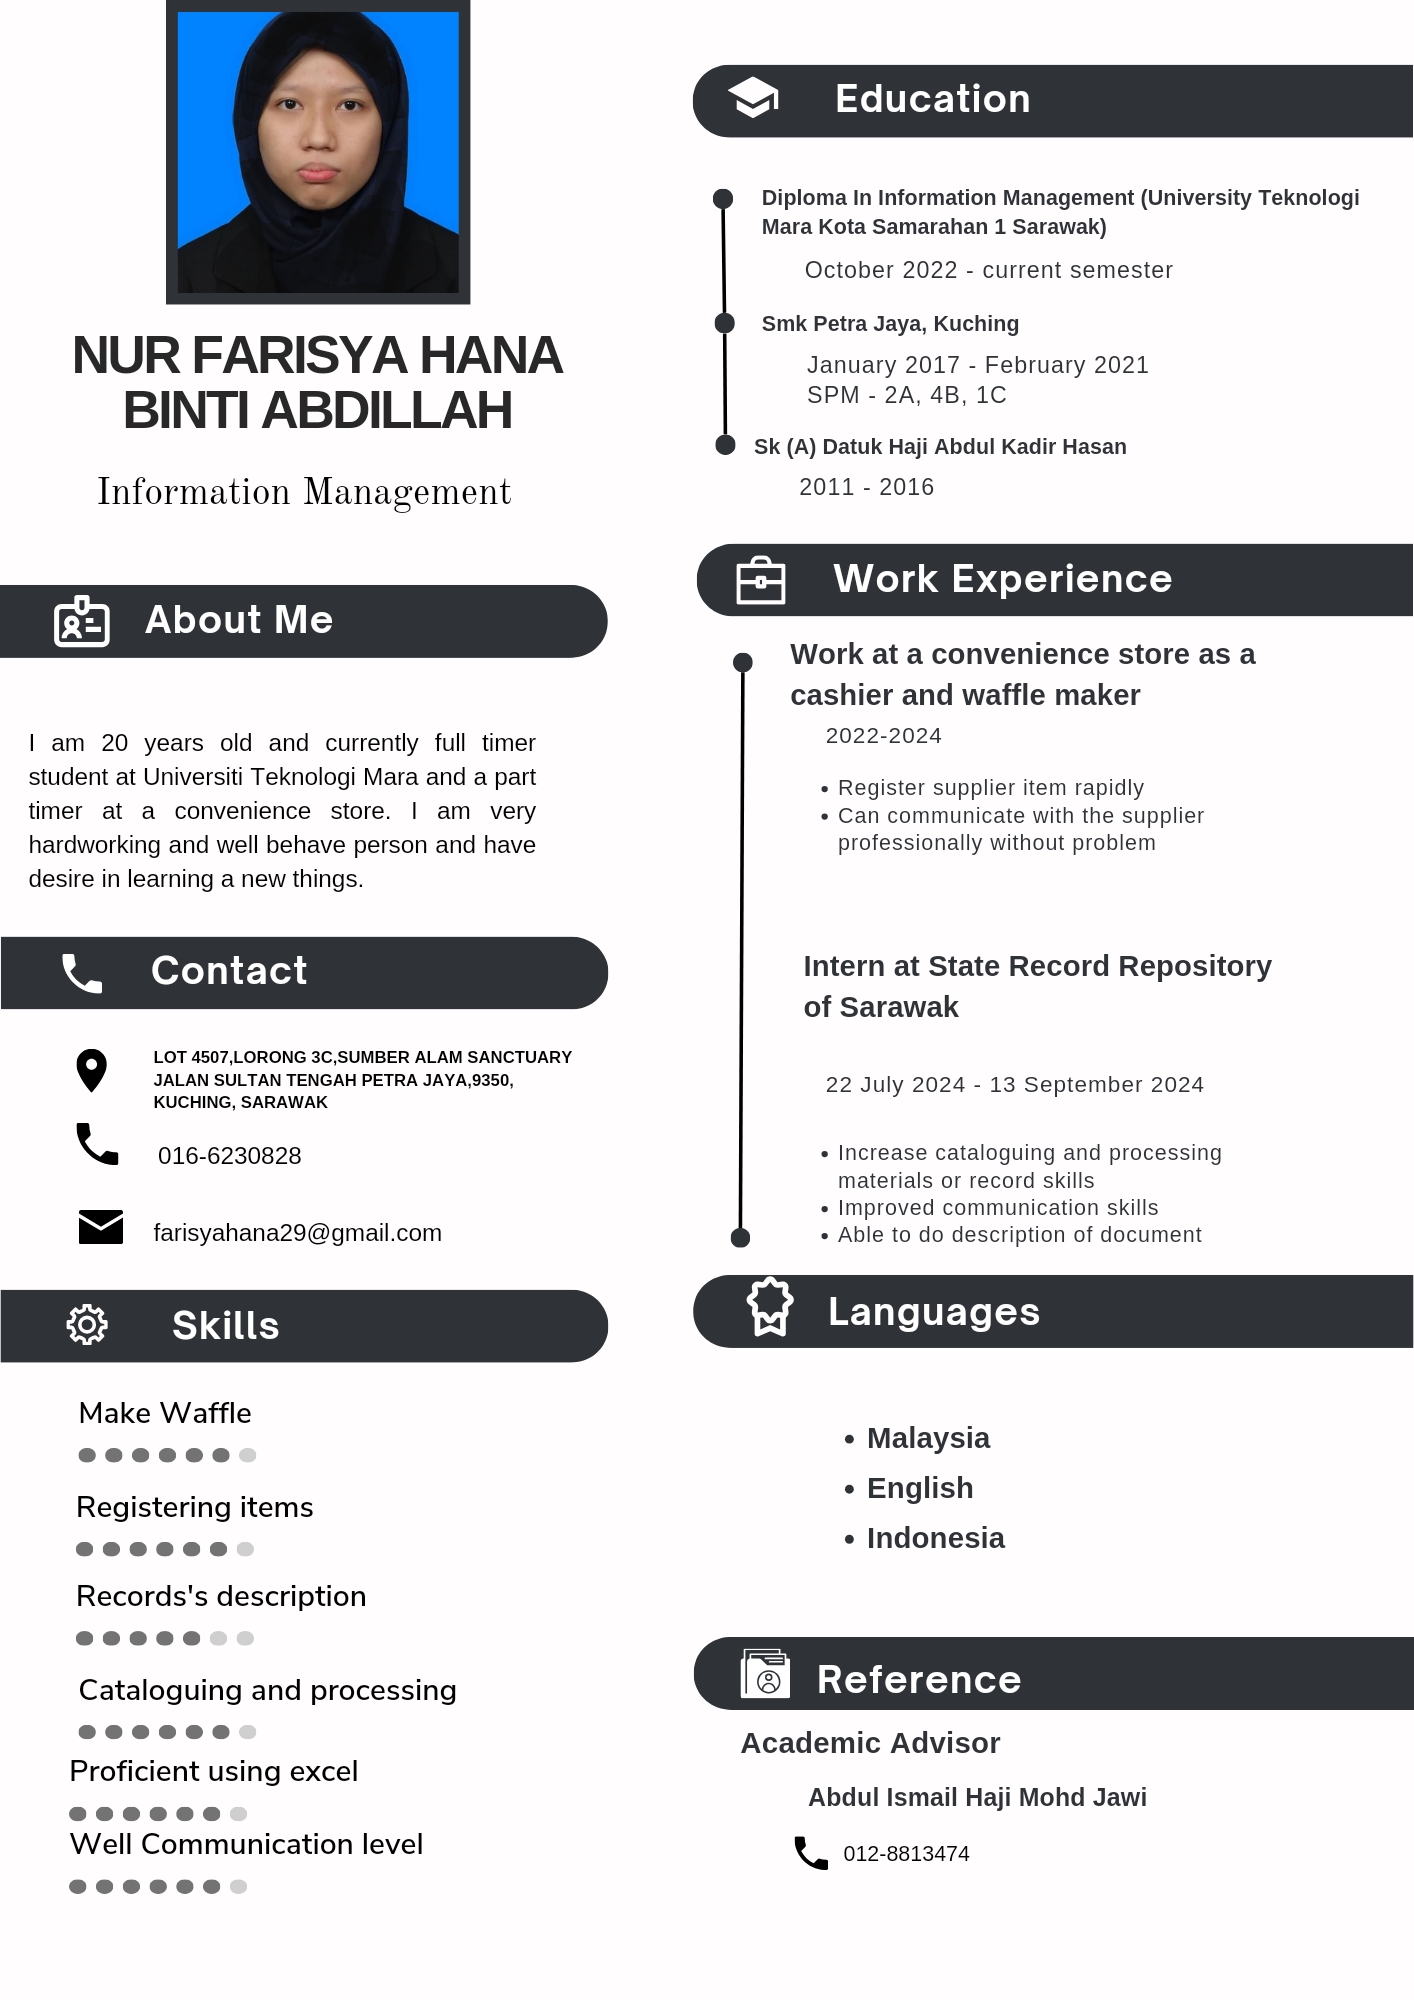 NUR FARISYA HANA
BINTI ABDILLAH
Information Management
About Me
I am 20 years old and currently full timer
student at Universiti Teknologi Mara and a part
timer at a convenience store. I am very
hardworking and well behave person and have
desire in learning a new things.
Contact
LOT 4507,LORONG 3C,SUMBER ALAM SANCTUARY
JALAN SULTAN TENGAH PETRA JAYA,9350,
KUCHING, SARAWAK
016-6230828
farisyahana29@gmail.com
Skills
Make Waffle
Registering items
Records's description
Cataloguing and processing
Proficient using excel
Well Communication level
Education
Diploma In Information Management (University Teknologi
Mara Kota Samarahan 1 Sarawak)
October 2022 - current semester
Smk Petra Jaya, Kuching
January 2017 - February 2021
SPM - 2A, 4B, 1C
Sk (A) Datuk Haji Abdul Kadir Hasan
2011 - 2016
Work Experience
Work at a convenience store as a
cashier and waffle maker
2022-2024
• Register supplier item rapidly
• Can communicate with the supplier
professionally without problem
Intern at State Record Repository
of Sarawak
22 July 2024 - 13 September 2024
• Increase cataloguing and processing
materials or record skills
• Improved communication skills
• Able to do description of document
Languages
• Malaysia
• English
• Indonesia
Reference
Academic Advisor
Abdul Ismail Haji Mohd Jawi
012-8813474